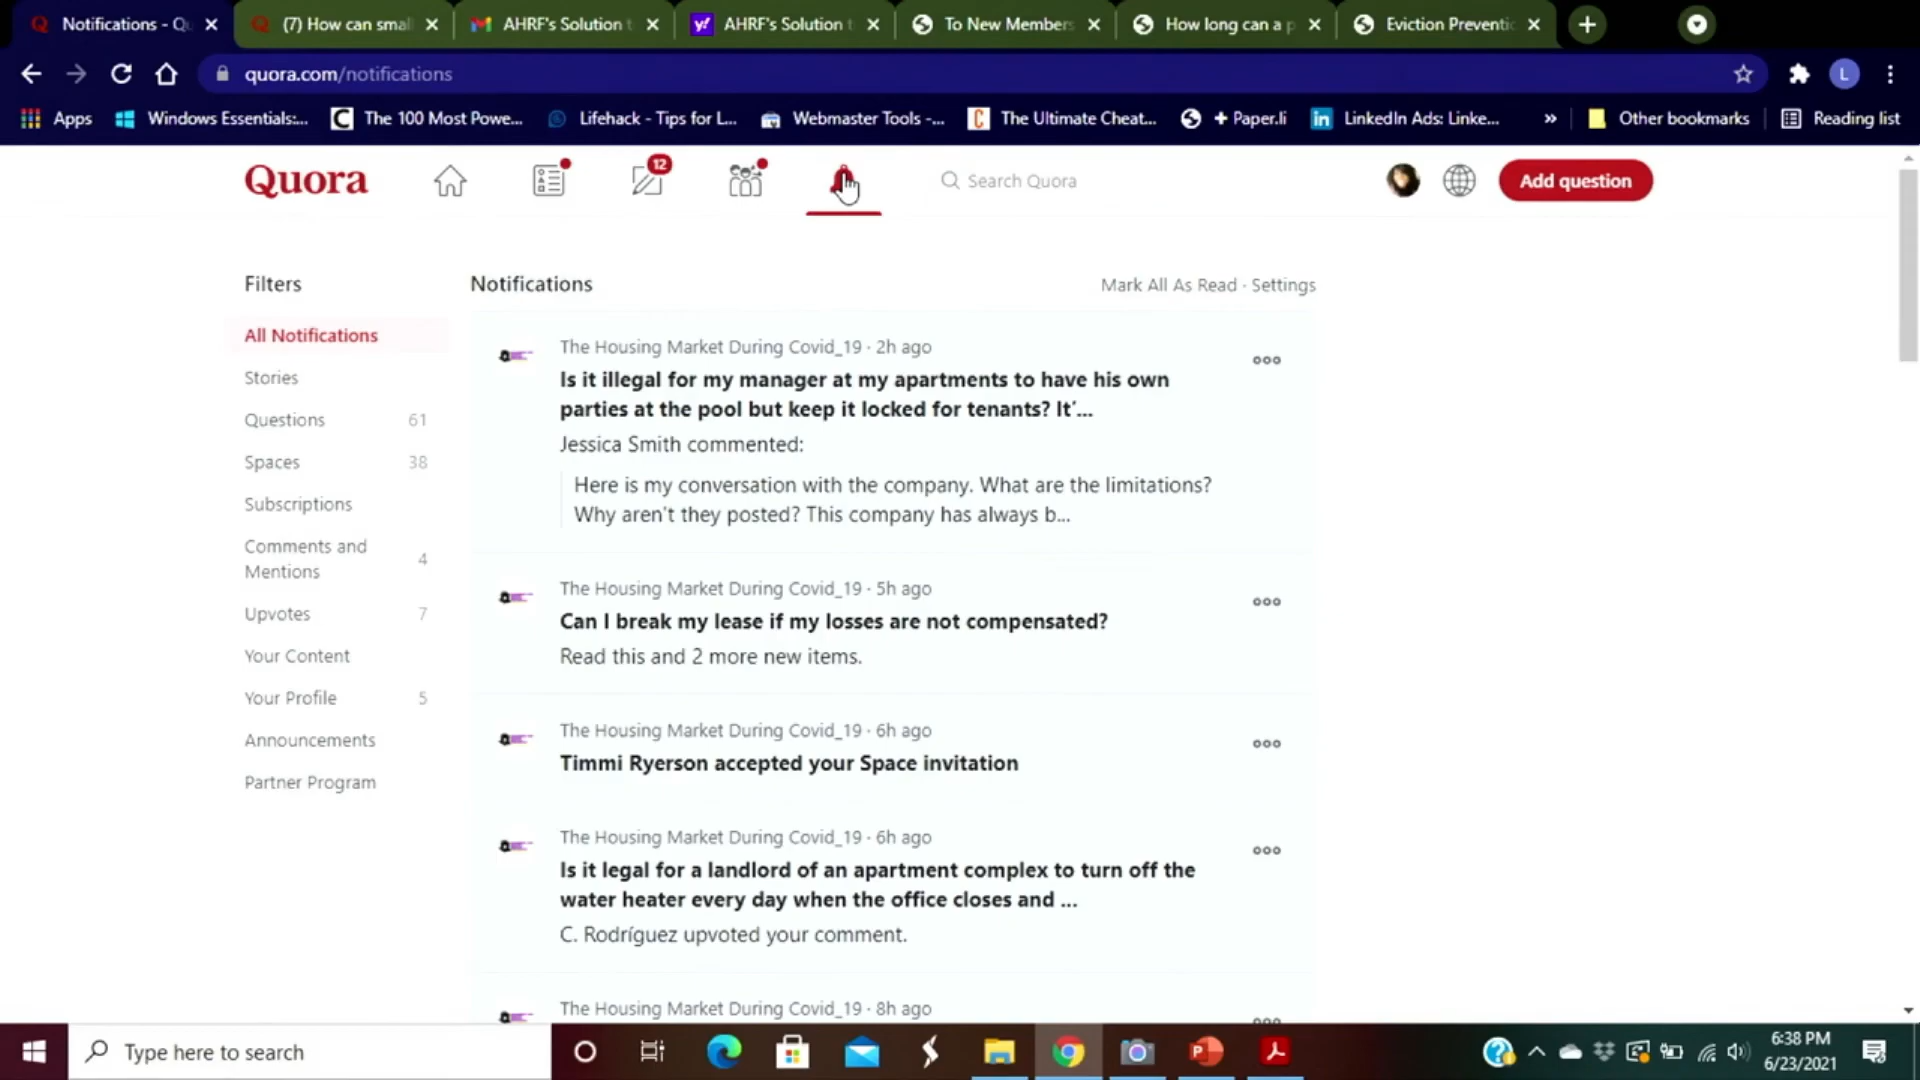 Notifications - Qu
(7) How can smal
AHRF's Solution t
AHRF's Solution t
To New Members
How long can a p
Eviction Preventic
quora.com/notifications
L
Apps
Windows Essentials:...
The 100 Most Powe...
Lifehack - Tips for L...
Webmaster Tools -...
The Ultimate Cheat...
+ Paper.li
LinkedIn Ads: Linke...
»
Other bookmarks
Reading list
Quora
12
Search Quora
Add question
Filters
All Notifications
Stories
Questions 61
Spaces 38
Subscriptions
Comments and
Mentions 4
Upvotes 7
Your Content
Your Profile 5
Announcements
Partner Program
Notifications
Mark All As Read · Settings
The Housing Market During Covid_19 · 2h ago
Is it illegal for my manager at my apartments to have his own
parties at the pool but keep it locked for tenants? It'...
Jessica Smith commented:
Here is my conversation with the company. What are the limitations?
Why aren't they posted? This company has always b...
The Housing Market During Covid_19 · 5h ago
Can I break my lease if my losses are not compensated?
Read this and 2 more new items.
The Housing Market During Covid_19 · 6h ago
Timmi Ryerson accepted your Space invitation
The Housing Market During Covid_19 · 6h ago
Is it legal for a landlord of an apartment complex to turn off the
water heater every day when the office closes and ...
C. Rodríguez upvoted your comment.
The Housing Market During Covid_19 · 8h ago
Type here to search
6:38 PM
6/23/2021